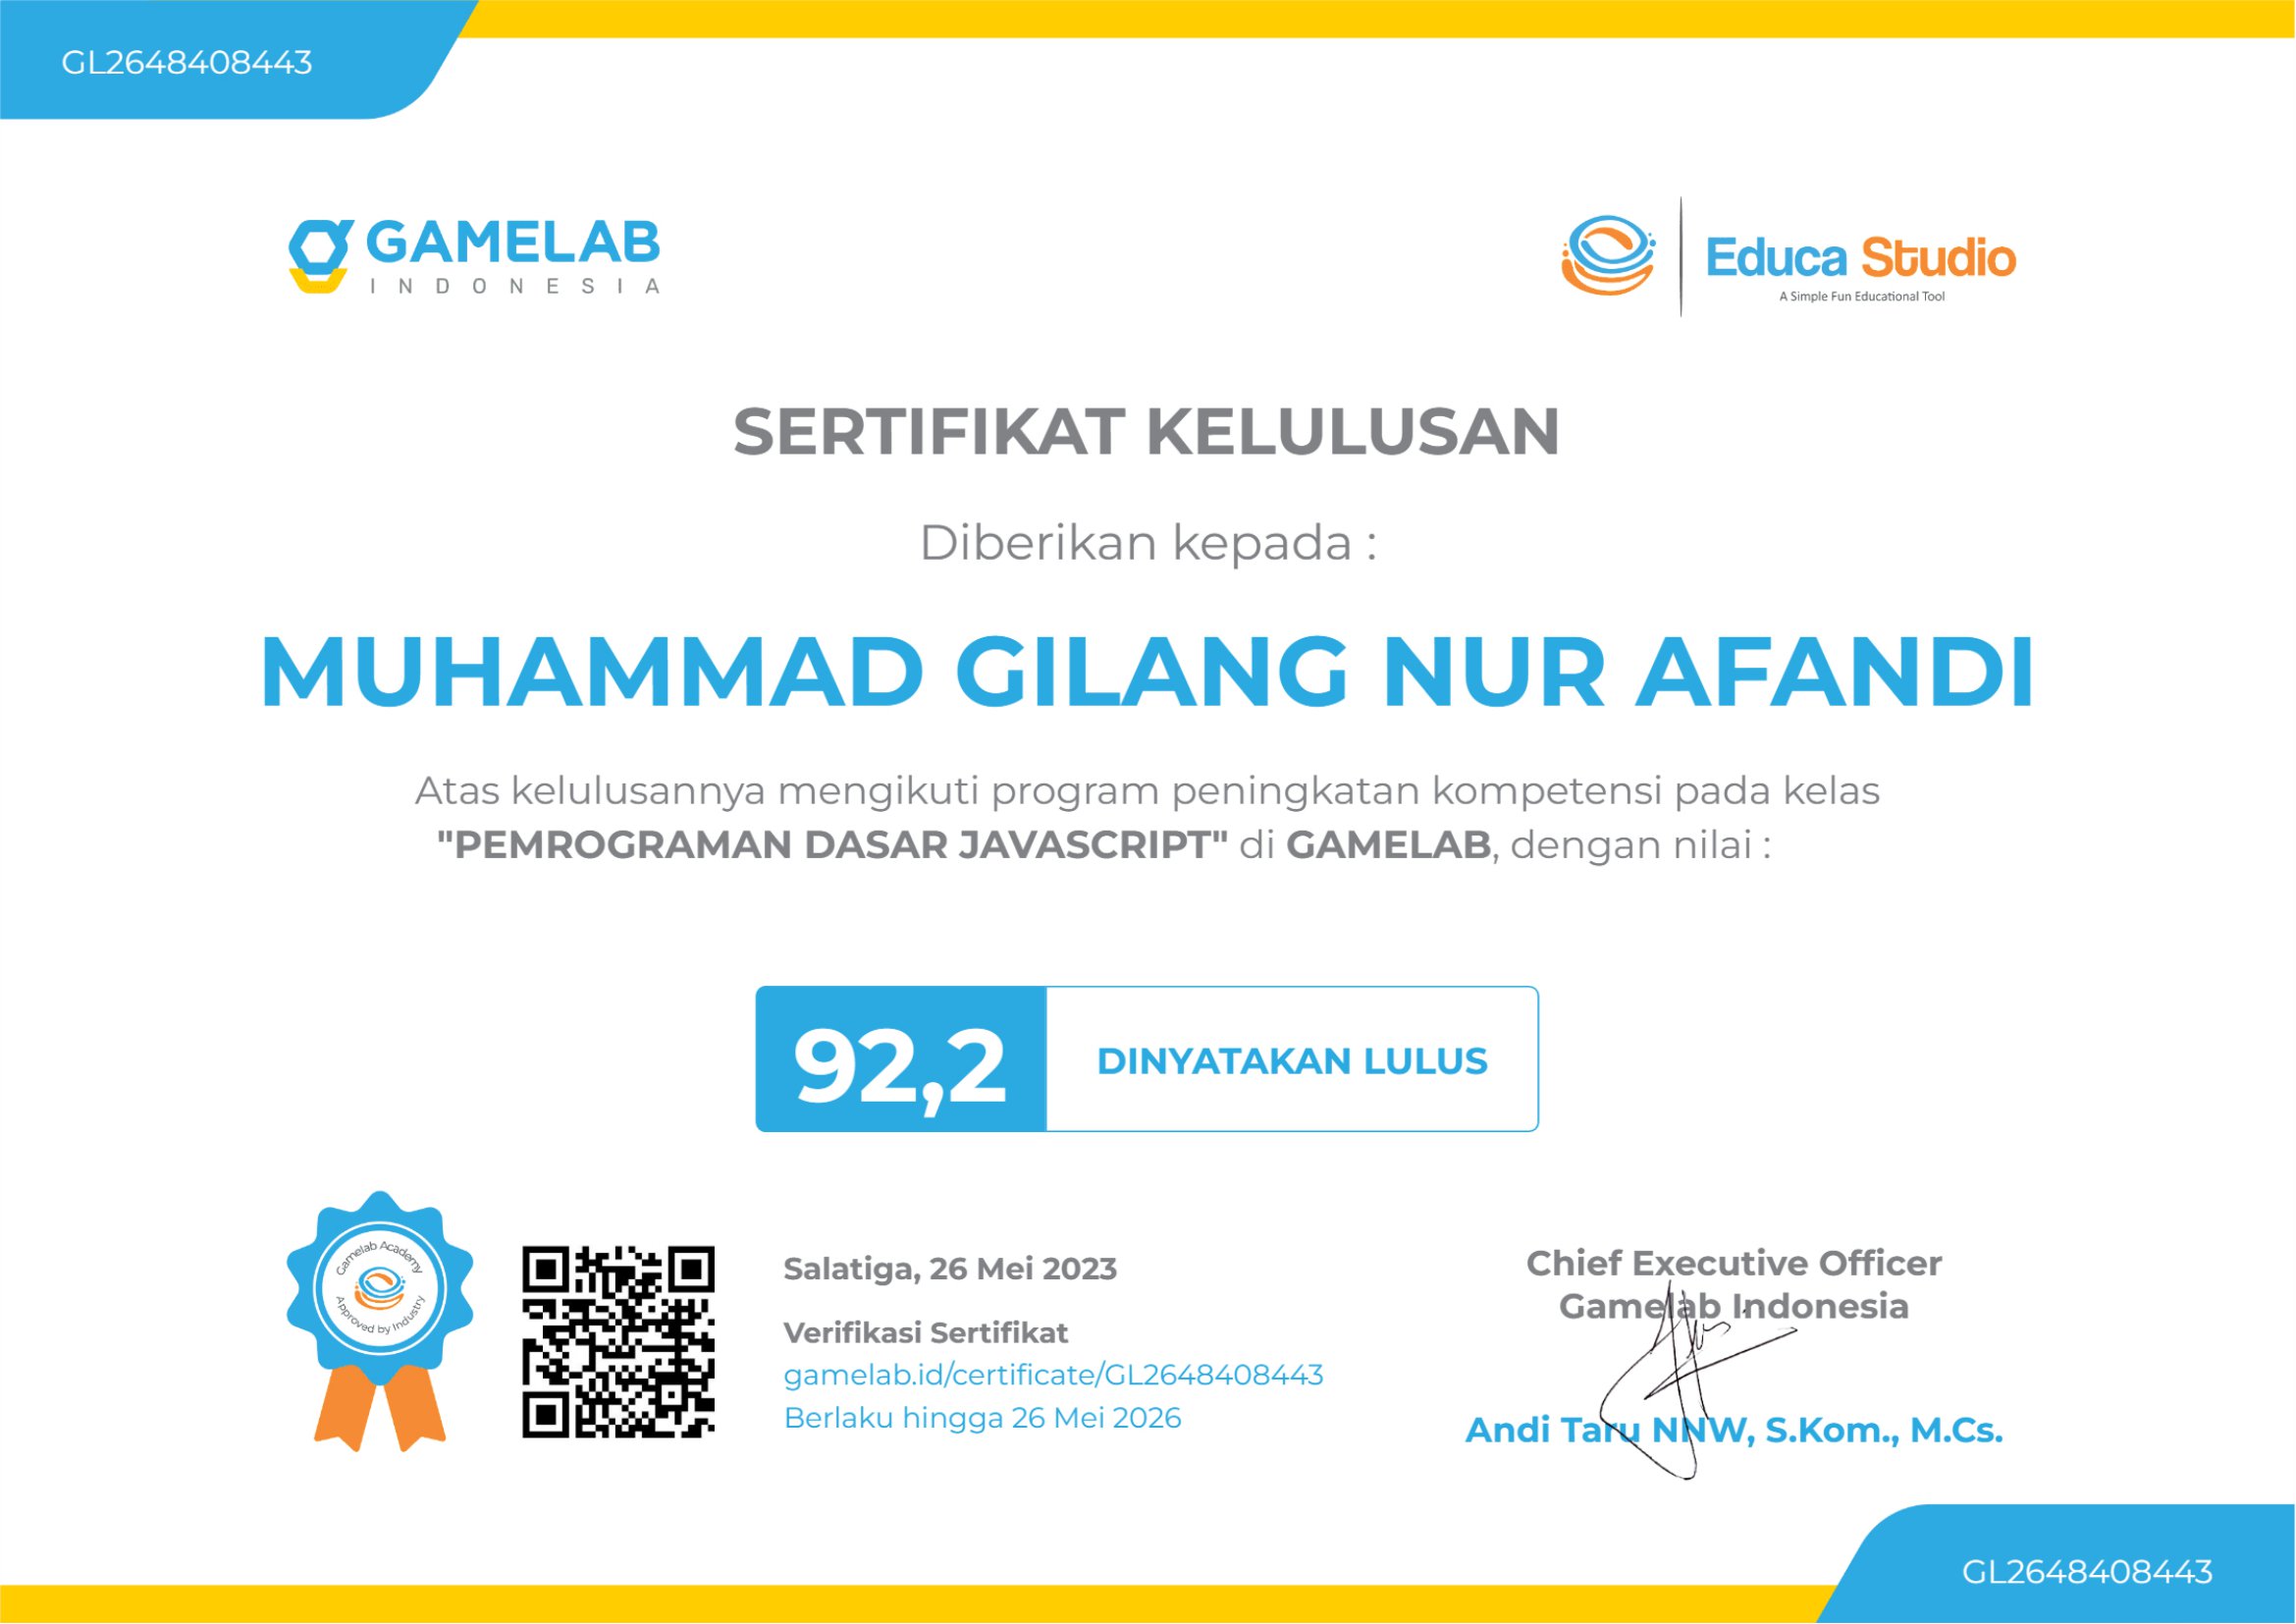 GL2648408443
GAMELAB
INDONESIA
Educa Studio
A Simple Fun Educational Tool
SERTIFIKAT KELULUSAN
Diberikan kepada :
MUHAMMAD GILANG NUR AFANDI
Atas kelulusannya mengikuti program peningkatan kompetensi pada kelas
"PEMROGRAMAN DASAR JAVASCRIPT" di GAMELAB, dengan nilai :
92,2
DINYATAKAN LULUS
Gamelab Academy
Approved by Industry
Salatiga, 26 Mei 2023
Verifikasi Sertifikat
gamelab.id/certificate/GL2648408443
Berlaku hingga 26 Mei 2026
Chief Executive Officer
Gamelab Indonesia
Andi Taru NNW, S.Kom., M.Cs.
GL2648408443